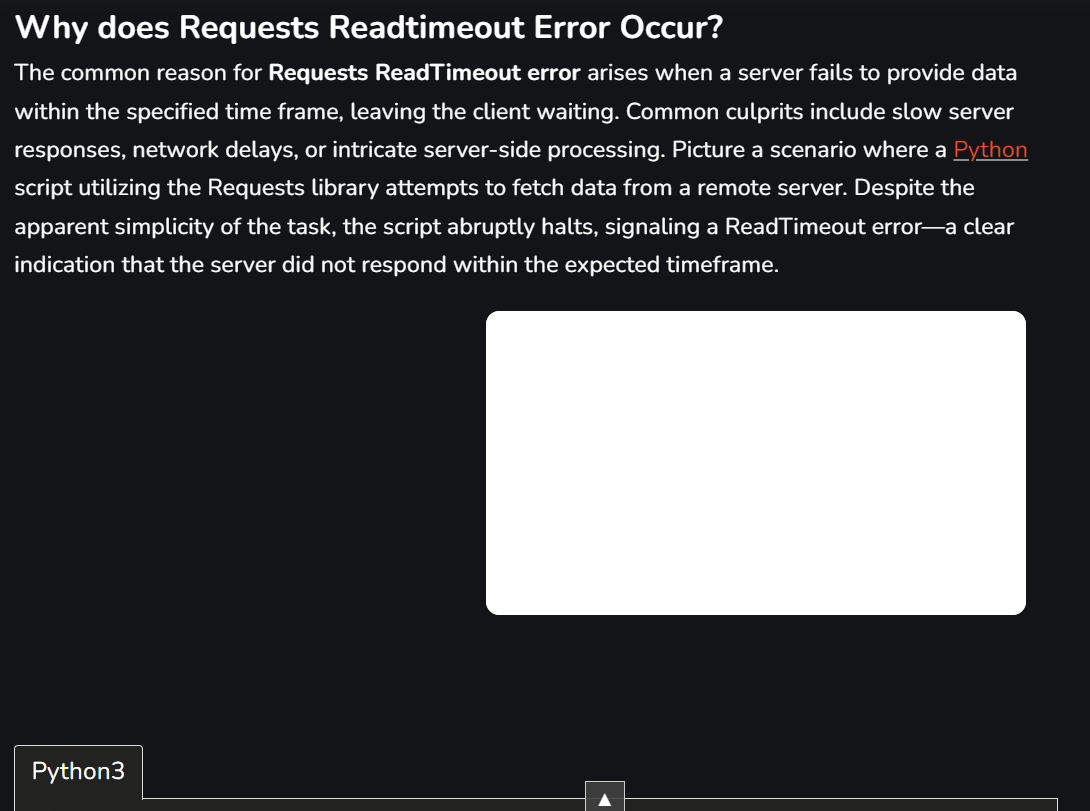 Why does Requests Readtimeout Error Occur?
The common reason for Requests ReadTimeout error arises when a server fails to provide data
within the specified time frame, leaving the client waiting. Common culprits include slow server
responses, network delays, or intricate server-side processing. Picture a scenario where a Python
script utilizing the Requests library attempts to fetch data from a remote server. Despite the
apparent simplicity of the task, the script abruptly halts, signaling a ReadTimeout error—a clear
indication that the server did not respond within the expected timeframe.
Python3